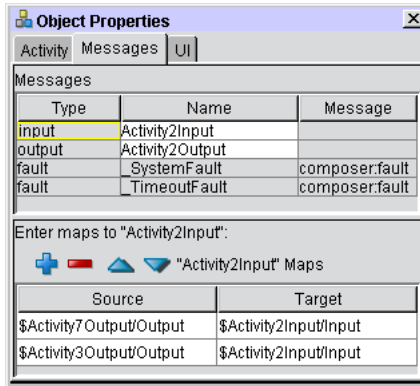 Object Properties
Activity Messages UI
Messages
Type Name Message
input Activity2Input
output Activity2Output
fault _SystemFault composer:fault
fault _TimeoutFault composer:fault
Enter maps to "Activity2Input":
"Activity2Input" Maps
Source Target
$Activity7Output/Output $Activity2Input/Input
$Activity3Output/Output $Activity2Input/Input